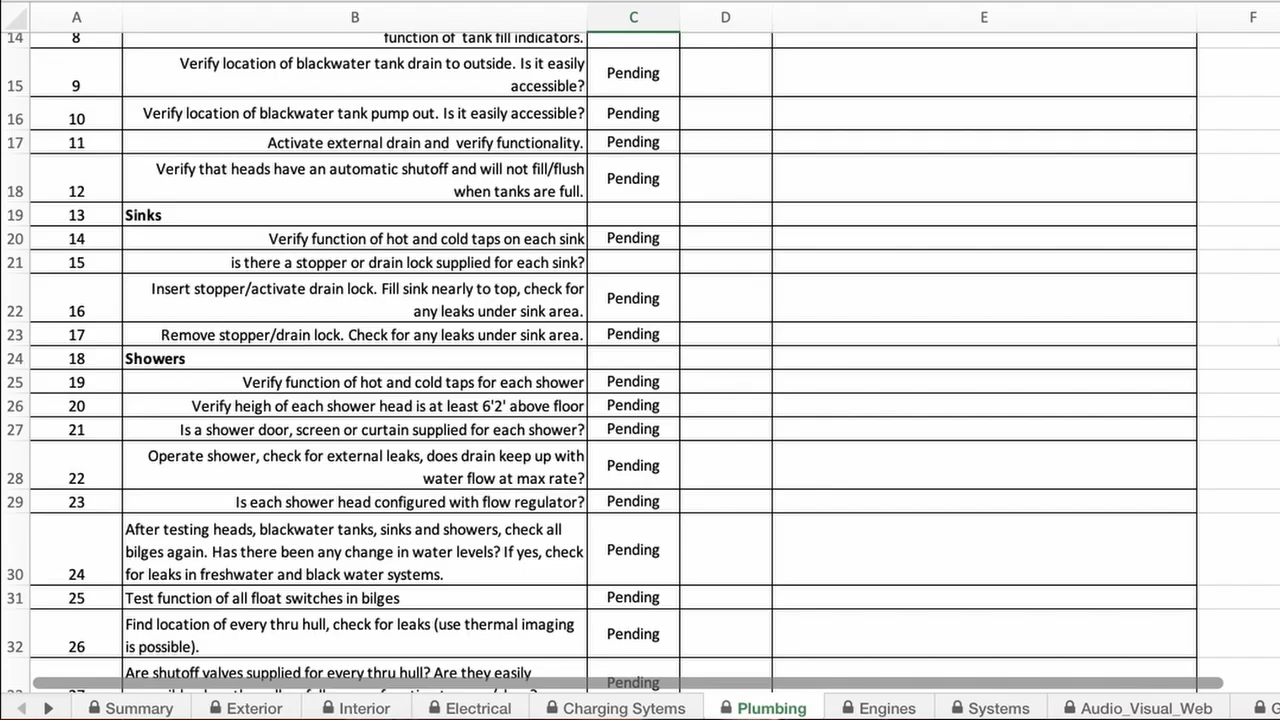 A B C D E F
14 8 function of tank fill indicators.
15 9 Verify location of blackwater tank drain to outside. Is it easily
accessible? Pending
16 10 Verify location of blackwater tank pump out. Is it easily accessible? Pending
17 11 Activate external drain and verify functionality. Pending
18 12 Verify that heads have an automatic shutoff and will not fill/flush
when tanks are full. Pending
19 13 Sinks
20 14 Verify function of hot and cold taps on each sink Pending
21 15 is there a stopper or drain lock supplied for each sink?
22 16 Insert stopper/activate drain lock. Fill sink nearly to top, check for
any leaks under sink area. Pending
23 17 Remove stopper/drain lock. Check for any leaks under sink area. Pending
24 18 Showers
25 19 Verify function of hot and cold taps for each shower Pending
26 20 Verify heigh of each shower head is at least 6'2' above floor Pending
27 21 Is a shower door, screen or curtain supplied for each shower? Pending
28 22 Operate shower, check for external leaks, does drain keep up with
water flow at max rate? Pending
29 23 Is each shower head configured with flow regulator? Pending
30 24 After testing heads, blackwater tanks, sinks and showers, check all
bilges again. Has there been any change in water levels? If yes, check
for leaks in freshwater and black water systems. Pending
31 25 Test function of all float switches in bilges Pending
32 26 Find location of every thru hull, check for leaks (use thermal imaging
is possible). Pending
Are shutoff valves supplied for every thru hull? Are they easily
Pending
Summary Exterior Interior Electrical Charging Sytems Plumbing Engines Systems Audio_Visual_Web G